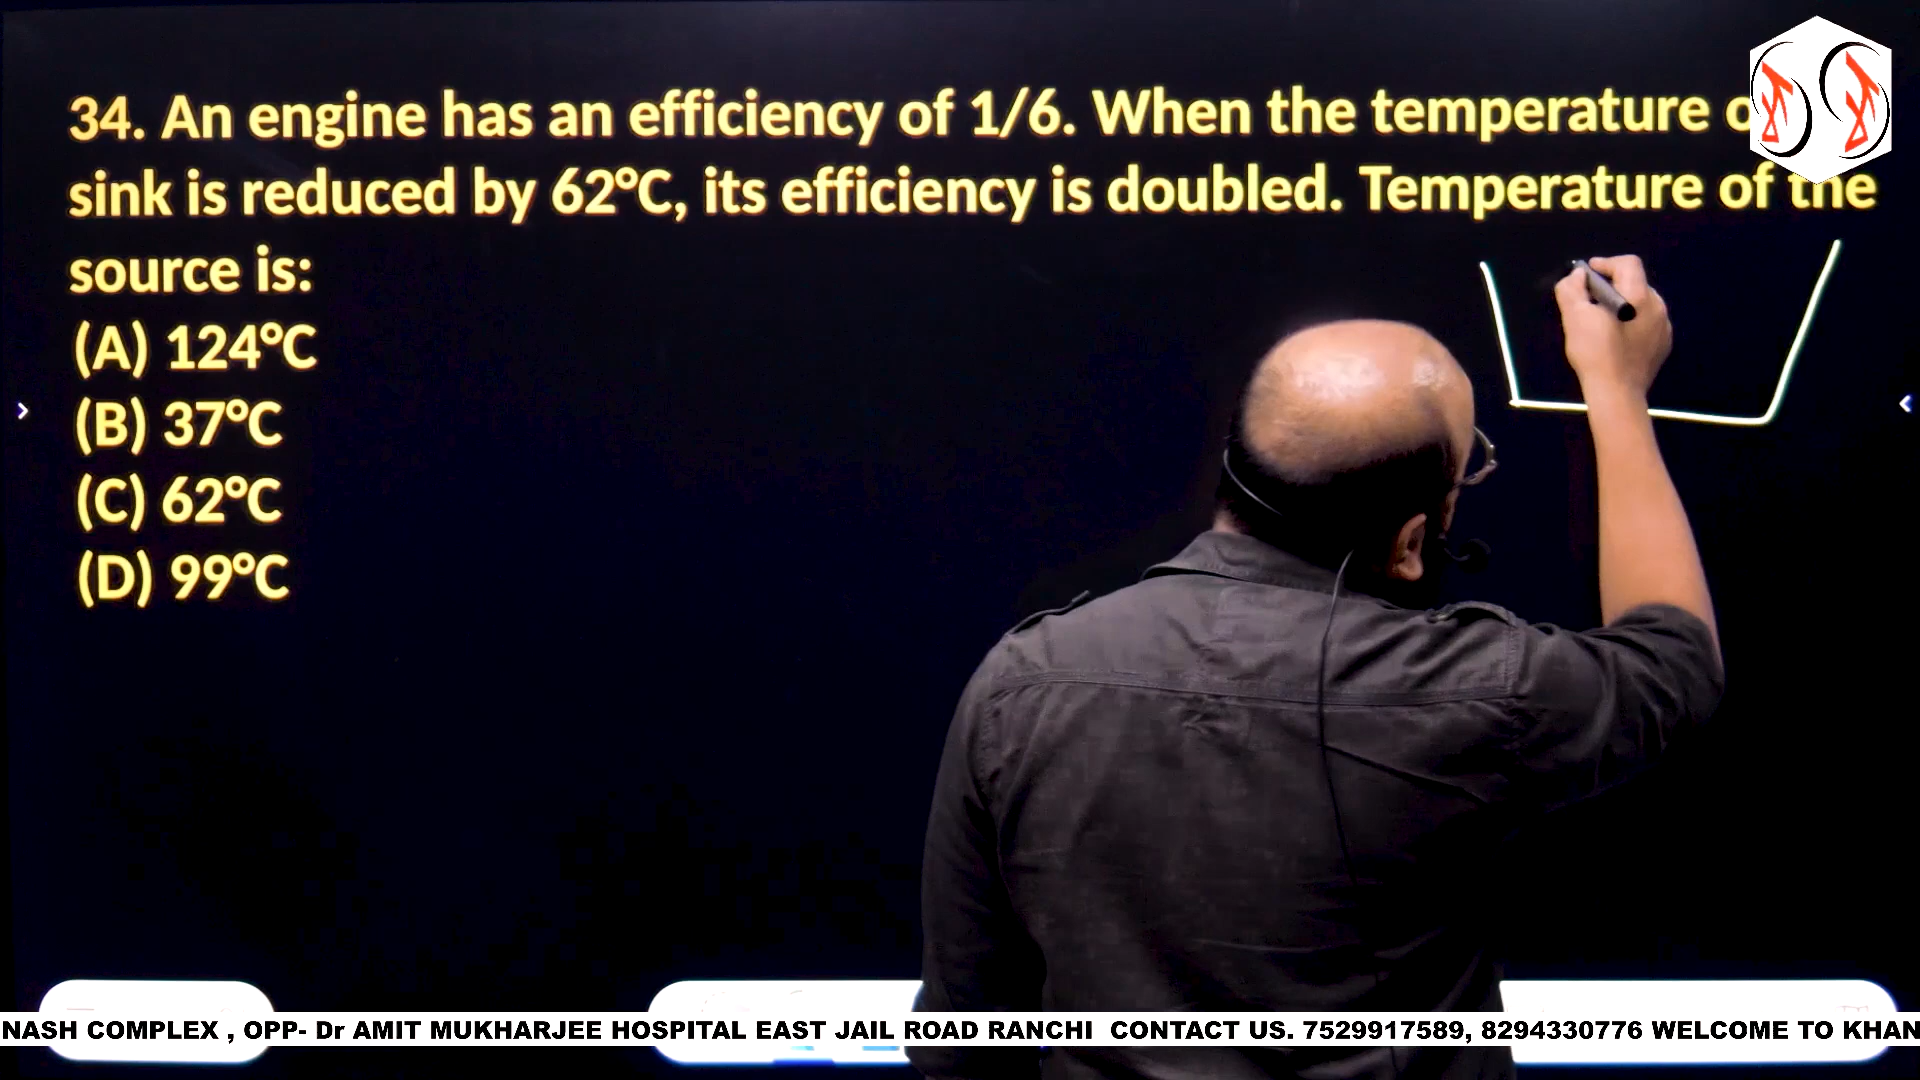 34. An engine has an efficiency of 1/6. When the temperature
sink is reduced by 62°C, its efficiency is doubled. Temperature of the
source is:
(A) 124°C
(B) 37°C
(C) 62°C
(D) 99°C
NASH COMPLEX , OPP- Dr AMIT MUKHARJEE HOSPITAL EAST JAIL ROAD RANCHI CONTACT US. 7529917589, 8294330776 WELCOME TO KHAN